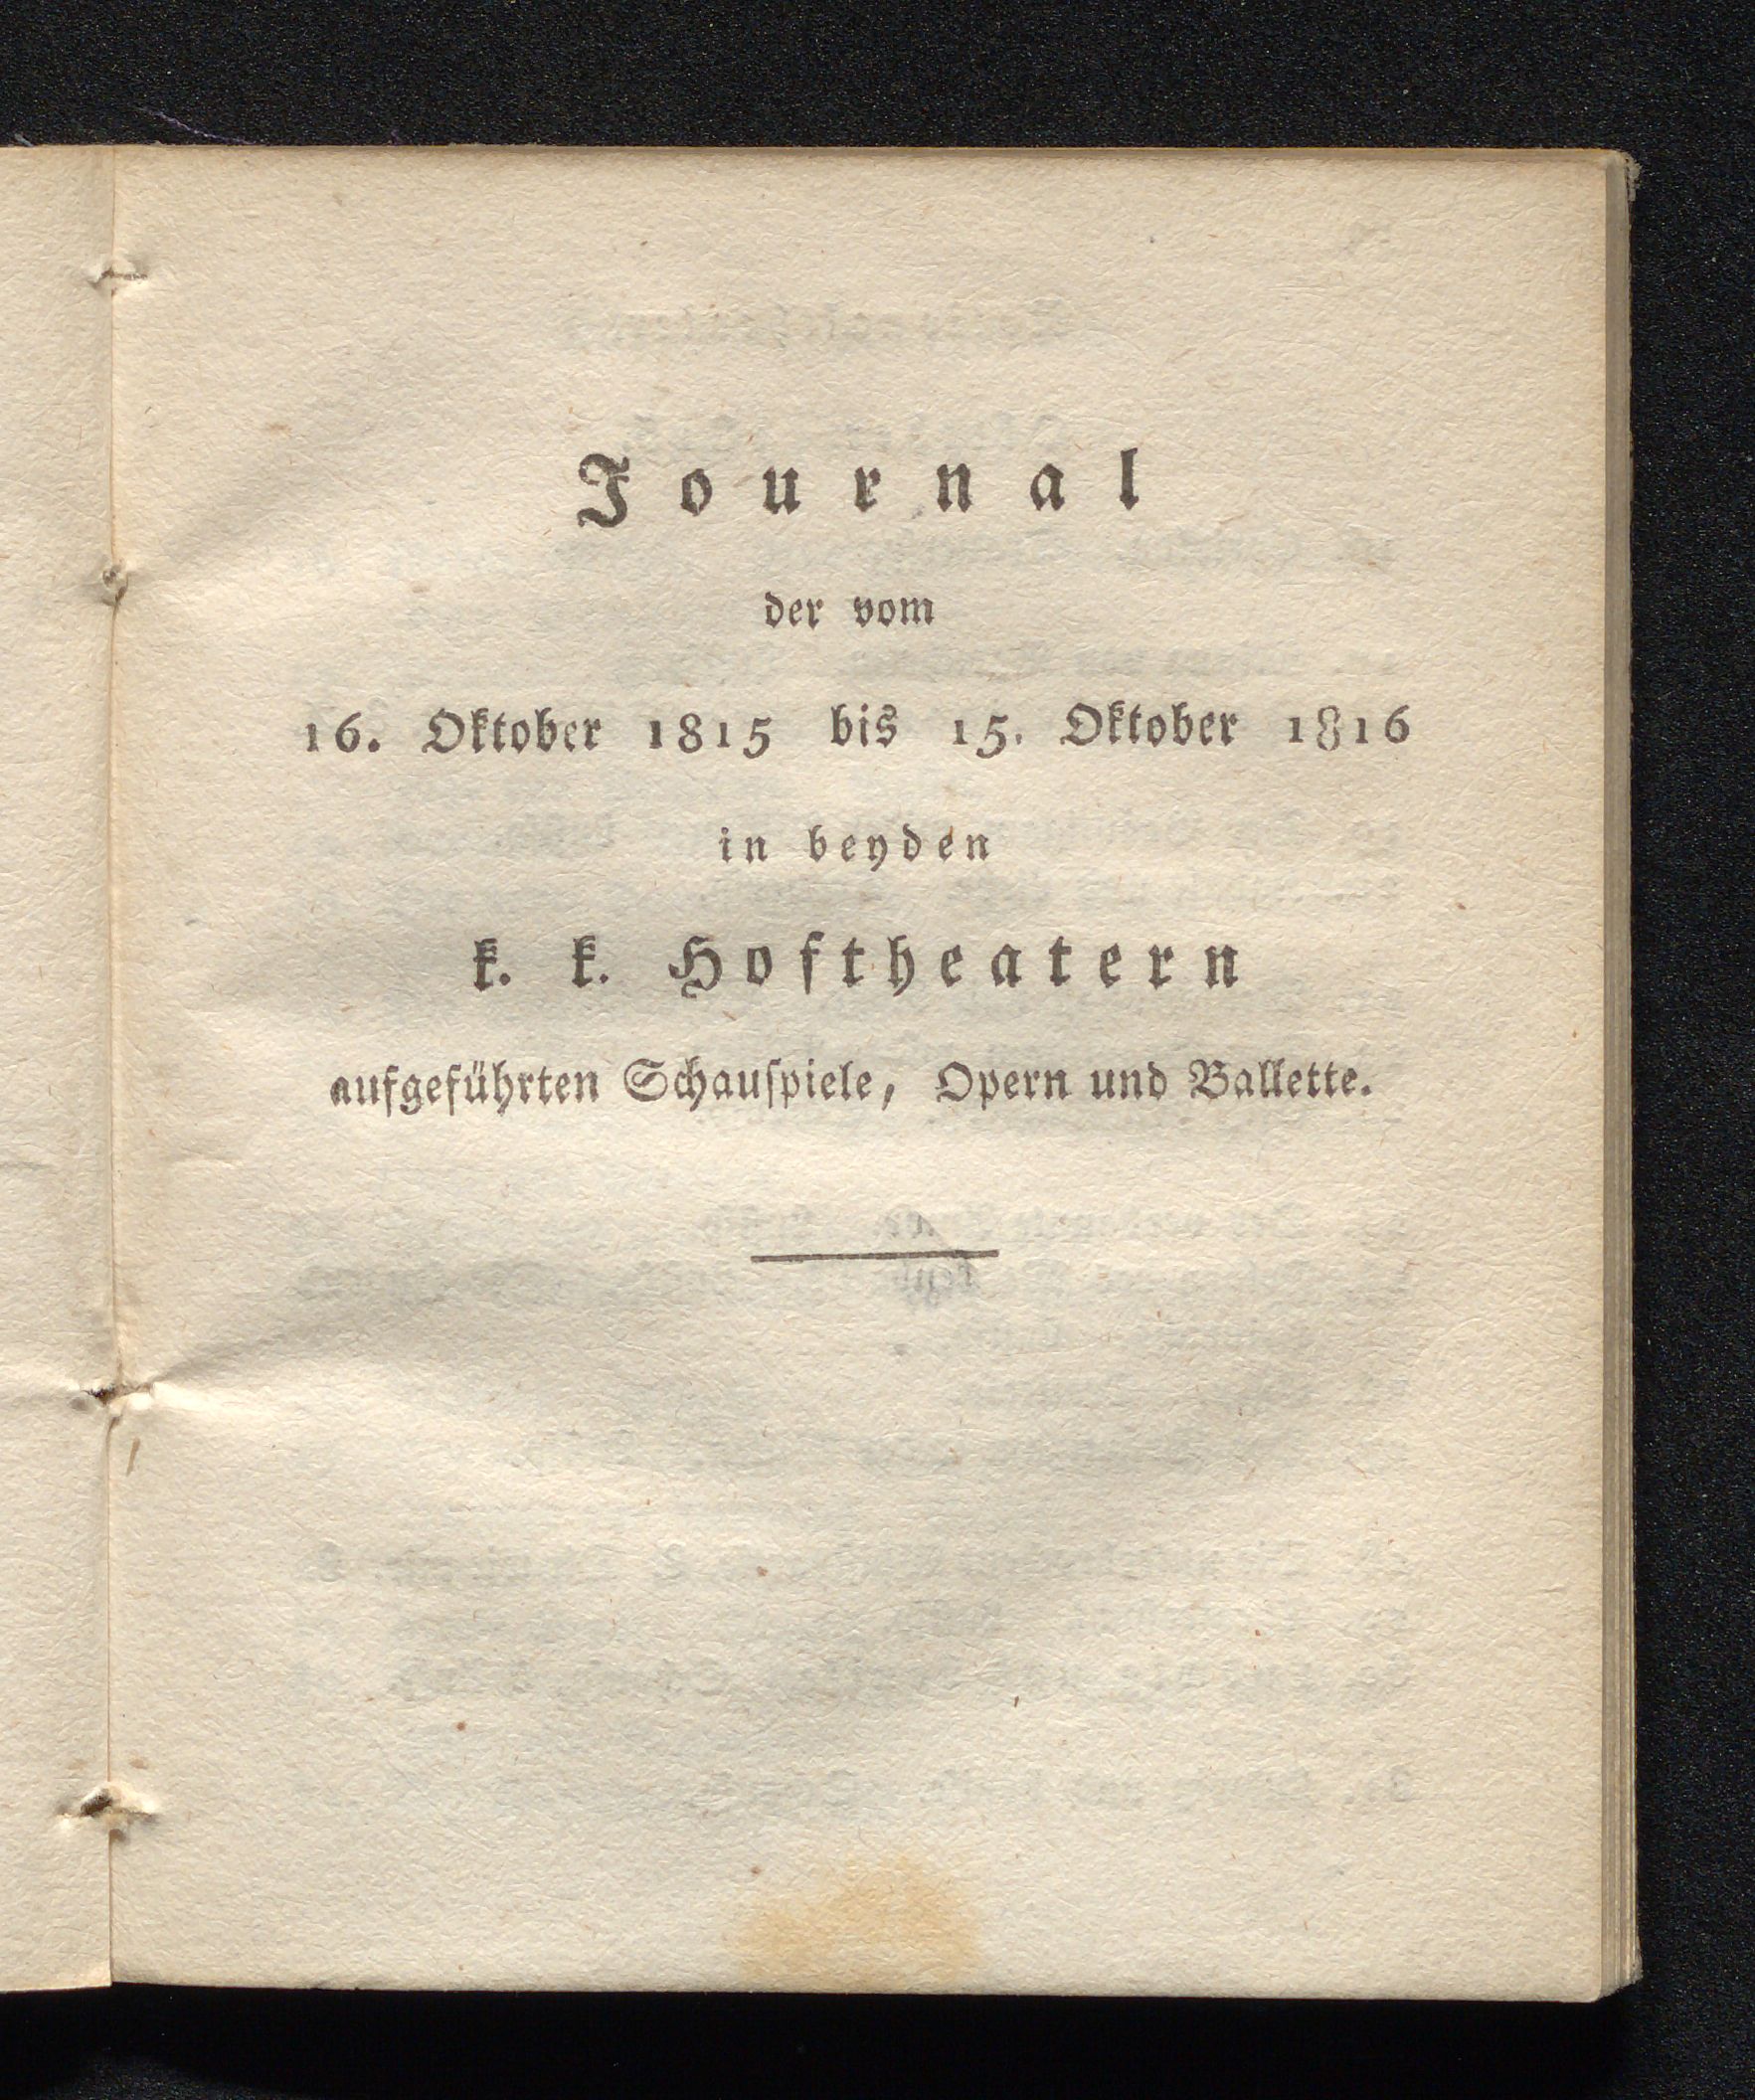 Journal
der vom
16. Oktober 1815 bis 15. Oktober 1816
in beyden
k. k. Hoftheatern
aufgeführten Schauspiele, Opern und Ballette.